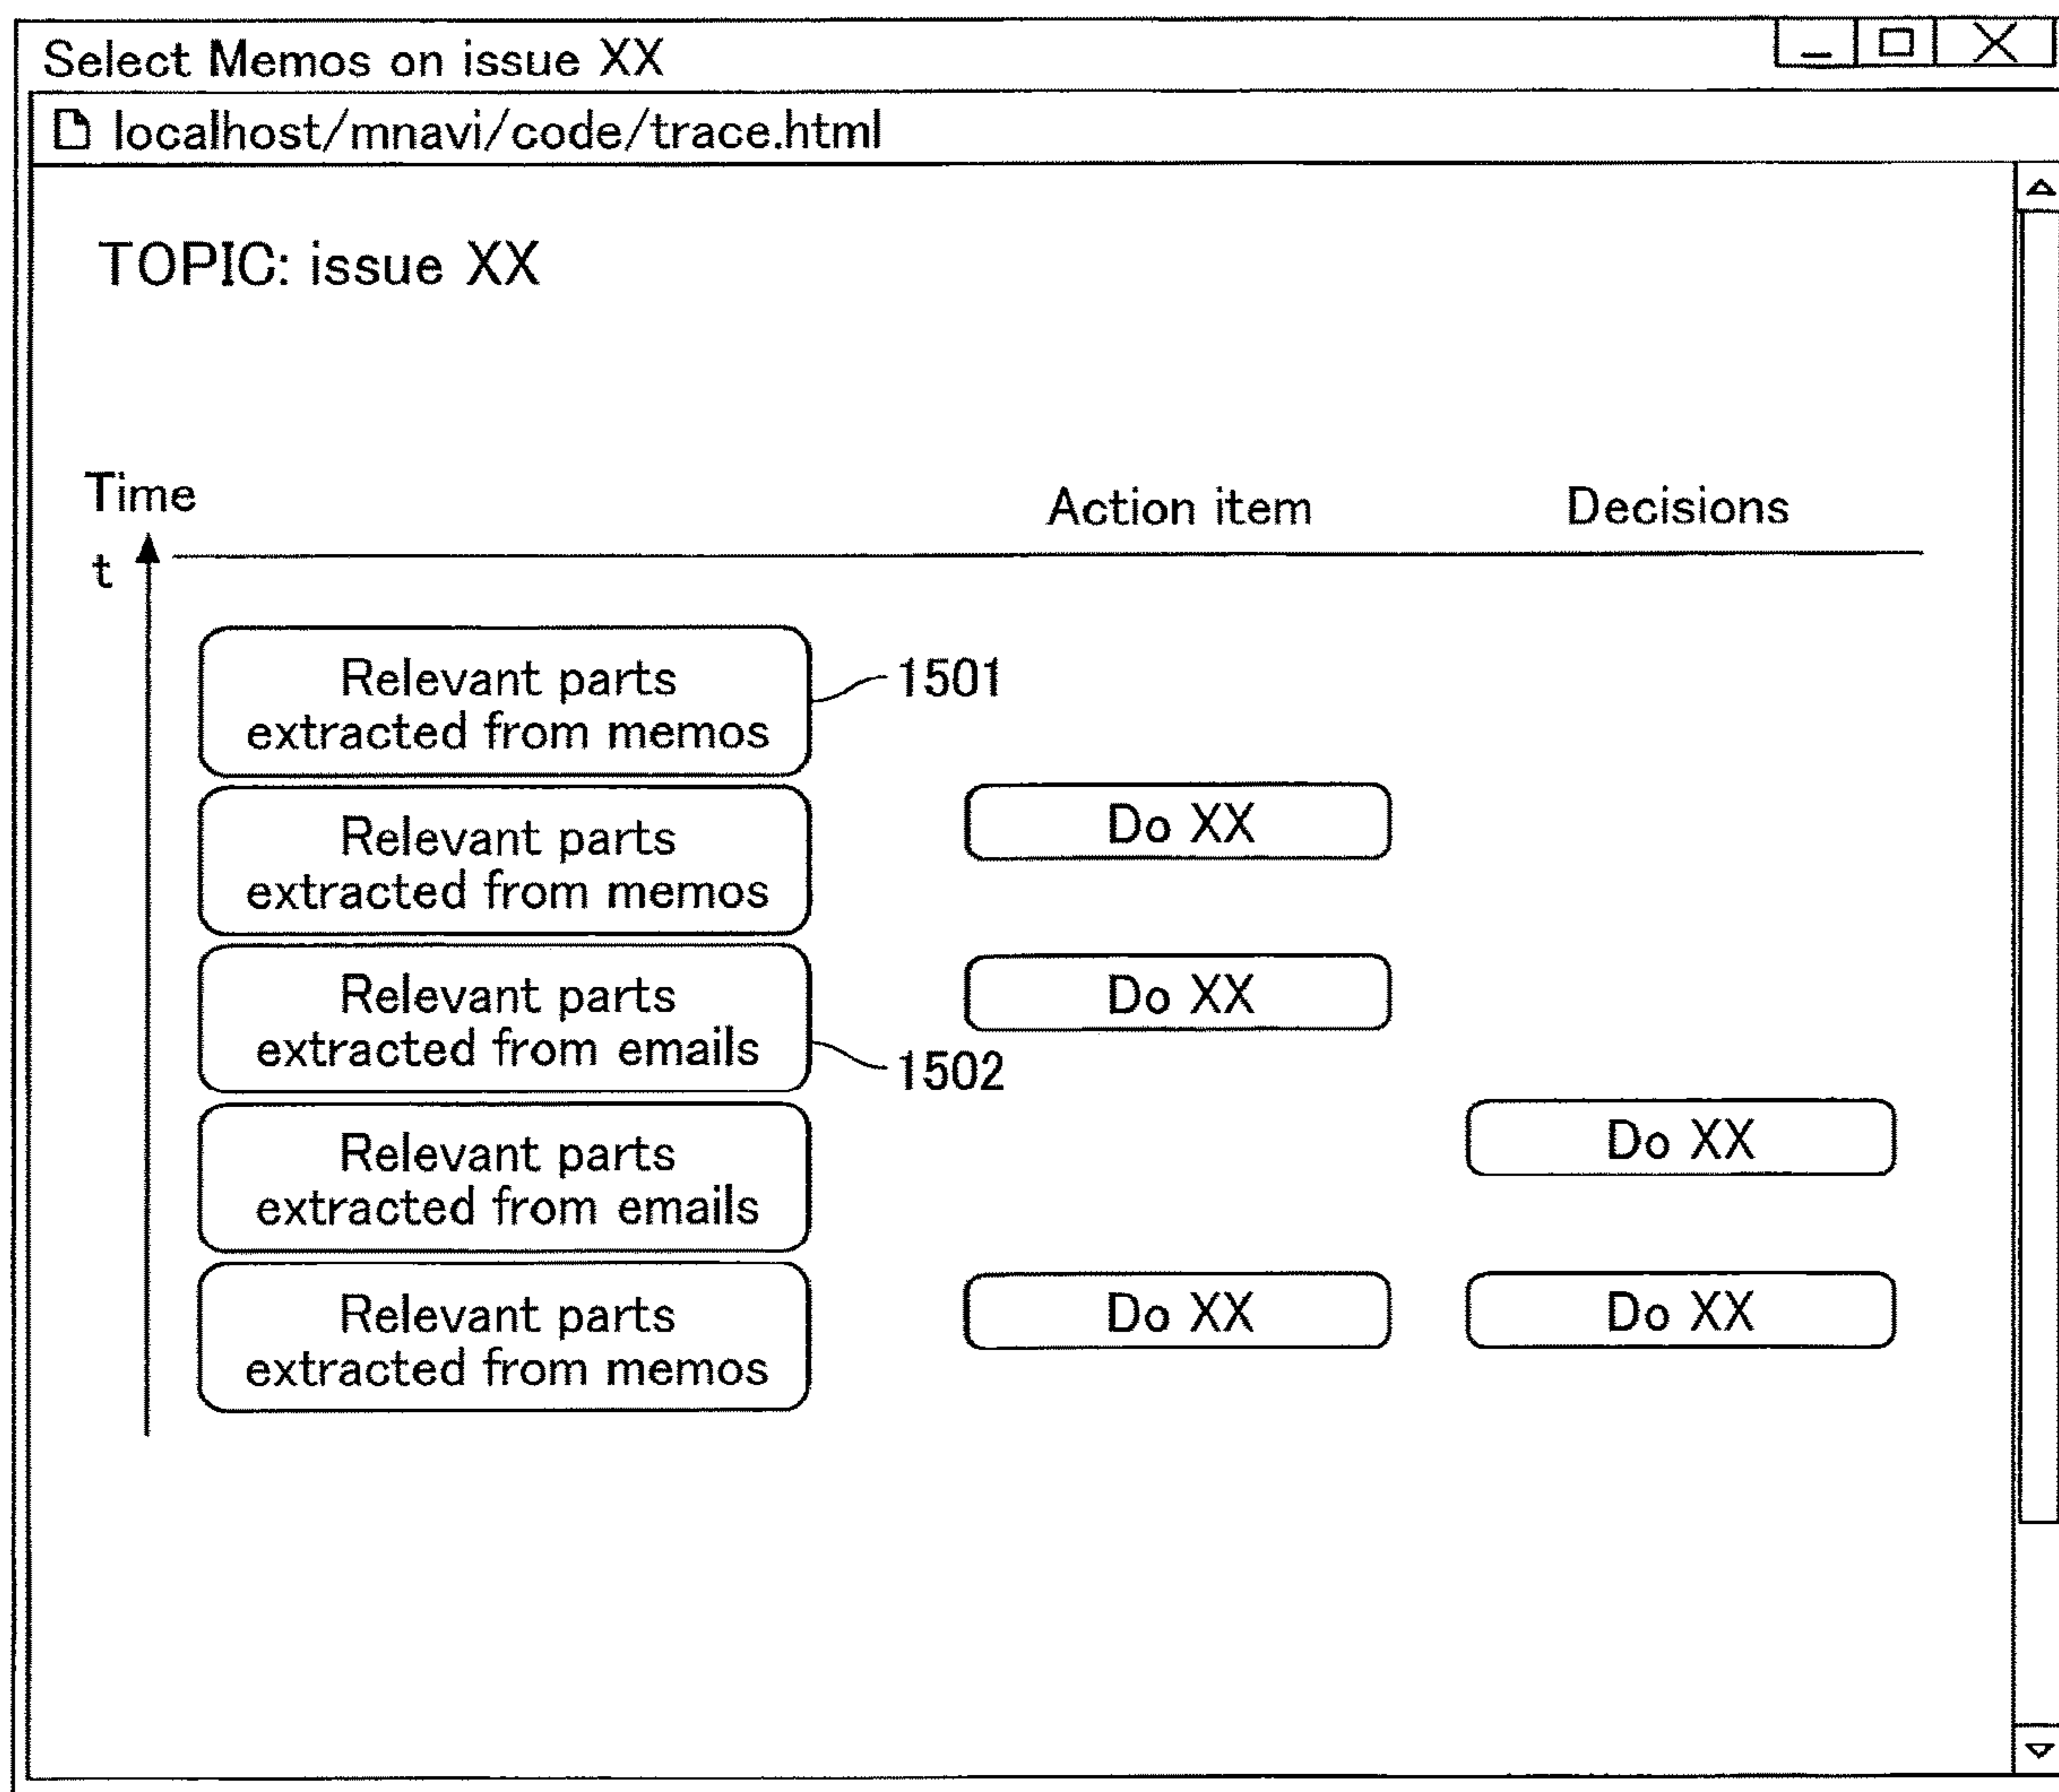 Select Memos on issue XX
localhost/mnavi/code/trace.html
TOPIC: issue XX
Time
t
Action item
Decisions
Relevant parts
extracted from memos
1501
Relevant parts
extracted from memos
Do XX
Relevant parts
extracted from emails
1502
Do XX
Relevant parts
extracted from emails
Do XX
Relevant parts
extracted from memos
Do XX
Do XX